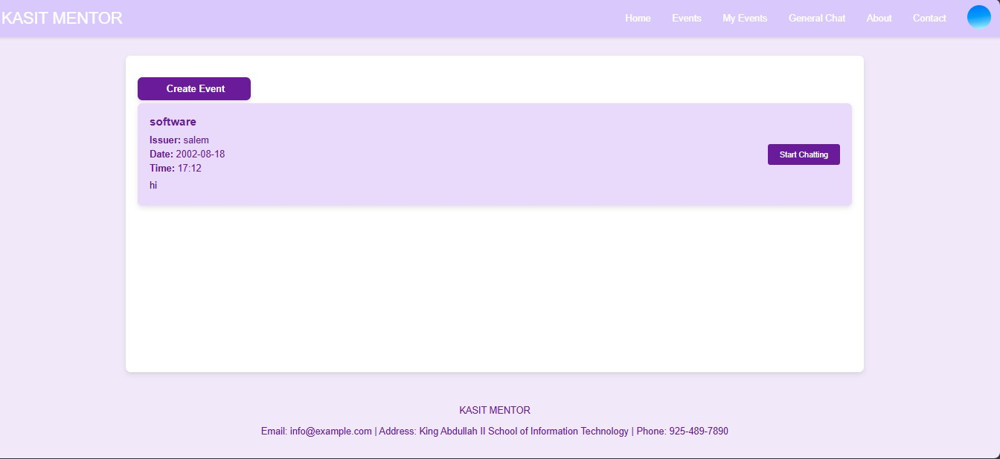 KASIT MENTOR
Home Events My Events General Chat About Contact
Create Event
software
Issuer: salem
Date: 2002-08-18
Time: 17:12
hi
Start Chatting
KASIT MENTOR
Email: info@example.com | Address: King Abdullah II School of Information Technology | Phone: 925-489-7890